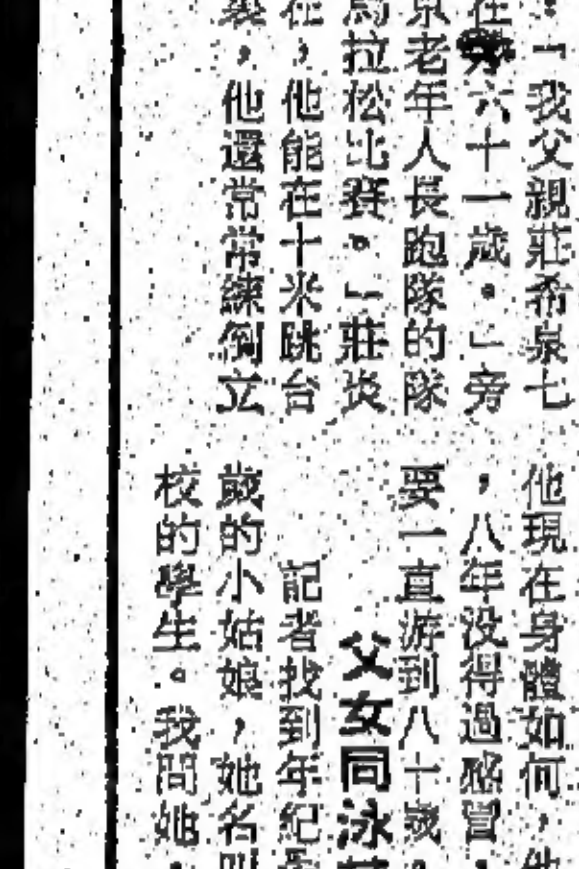 ：「我父親莊希泉七
在　六十一歲。」旁
京老年人長跑隊的隊
馬拉松比賽。」莊炎
在，他能在十米跳台
裏，他還常常練倒立
他現在身體如何，他
，八年没得過感冒，
要一直游到八十歲，
父女同泳
記者找到年紀
歲的小姑娘，她名叫
校的學生。我問她，